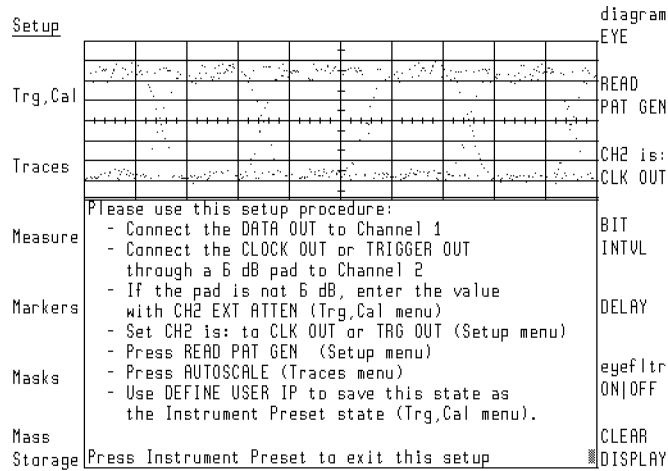 Setup
Trg,Cal
Traces
Measure
Markers
Masks
Mass
Storage
Please use this setup procedure:
- Connect the DATA OUT to Channel 1
- Connect the CLOCK OUT or TRIGGER OUT
through a 6 dB pad to Channel 2
- If the pad is not 6 dB, enter the value
with CH2 EXT ATTEN (Trg,Cal menu)
- Set CH2 is: to CLK OUT or TRG OUT (Setup menu)
- Press READ PAT GEN (Setup menu)
- Press AUTOSCALE (Traces menu)
- Use DEFINE USER IP to save this state as
the Instrument Preset state (Trg,Cal menu).
Press Instrument Preset to exit this setup
diagram
EYE
READ
PAT GEN
CH2 is:
CLK OUT
BIT
INTVL
DELAY
eyefltr
ON|OFF
CLEAR
DISPLAY